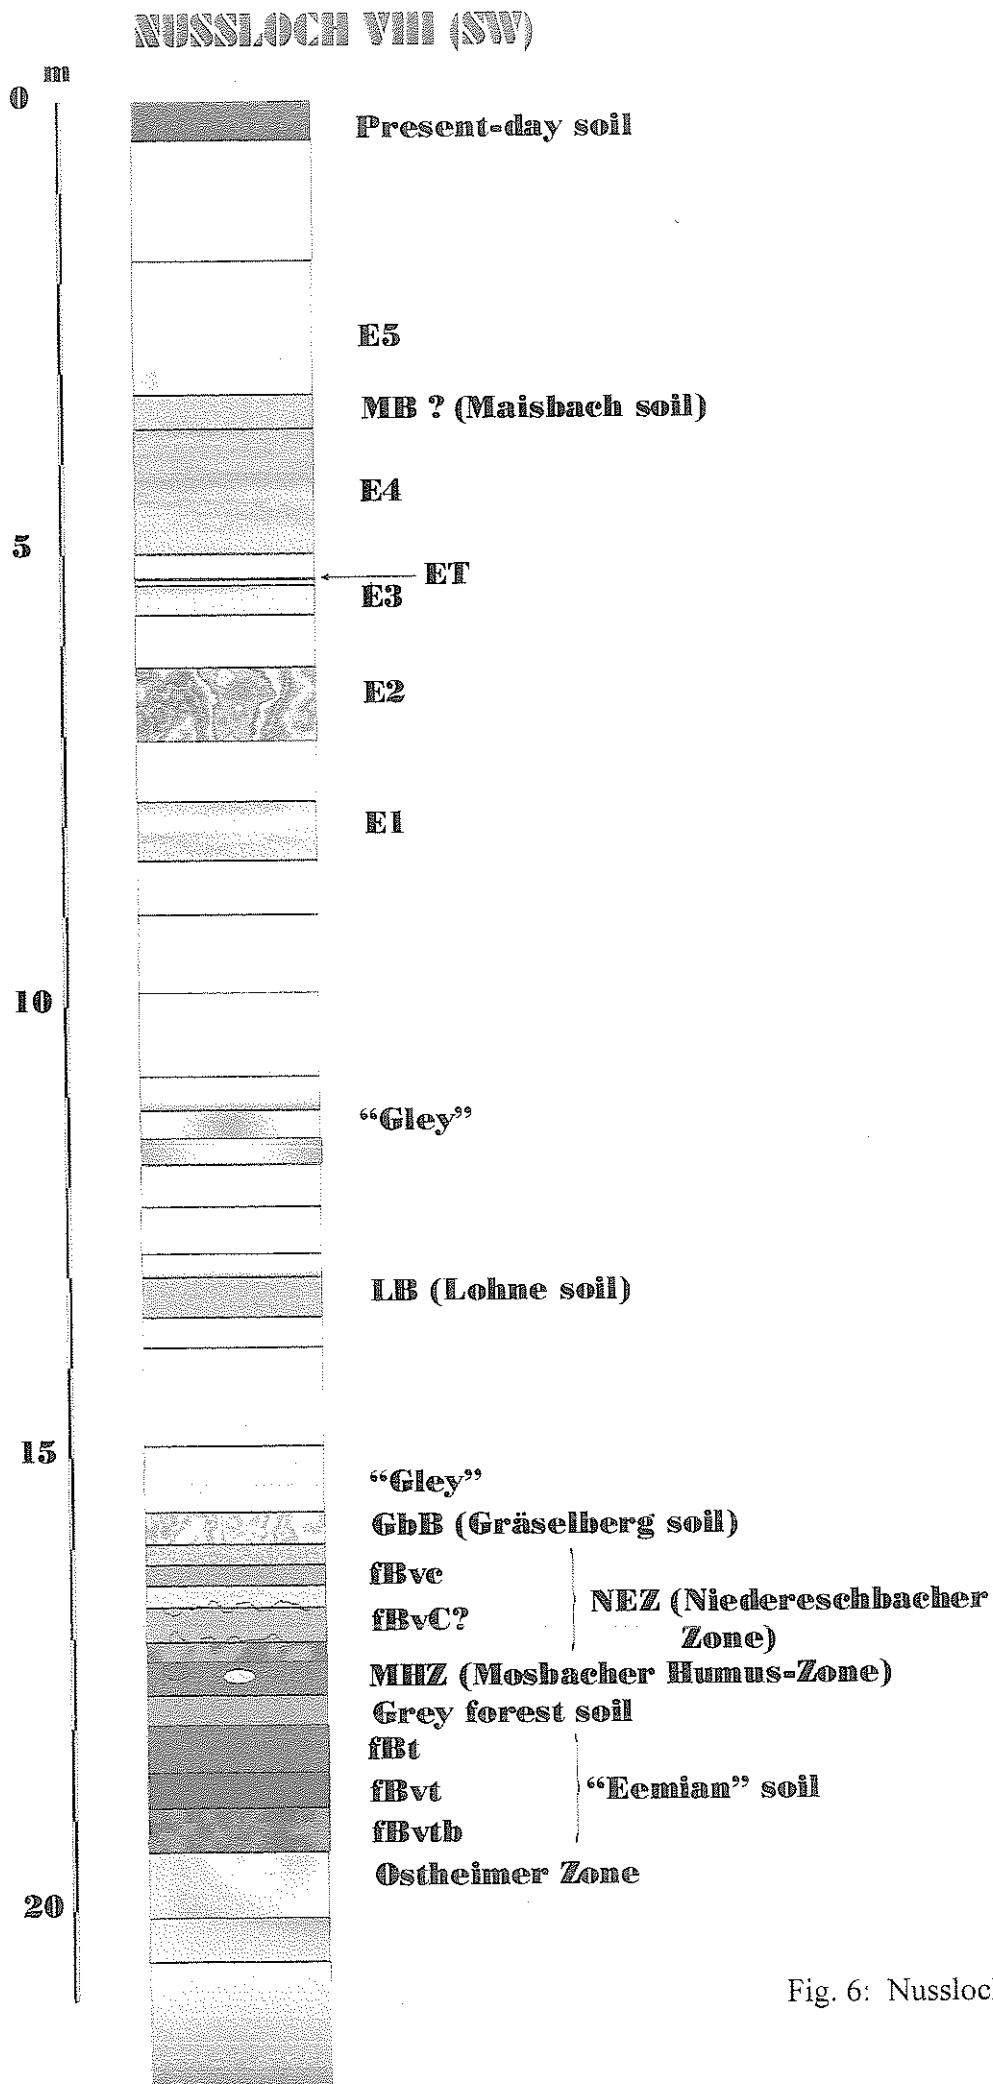 NUSSLOCH VIII (SW)
m
0
Present-day soil
E5
MB ? (Maisbach soil)
E4
5
ET
E3
E2
E1
10
“Gley”
LB (Lohne soil)
15
“Gley”
GbB (Gräselberg soil)
fBvc
NEZ (Niedereschbacher
Zone)
fBvC?
MHZ (Mosbacher Humus-Zone)
Grey forest soil
fBt
fBvt
“Eemian” soil
fBvtb
Ostheimer Zone
20
Fig. 6: Nussloch